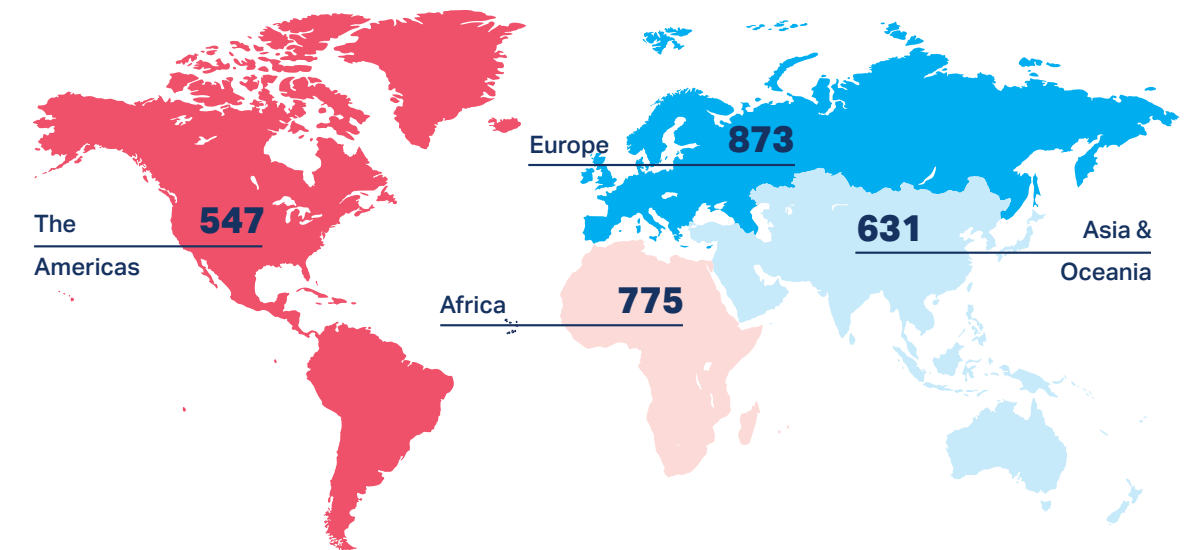 Europe 873
The 547
Americas
631 Asia &
Oceania
Africa 775